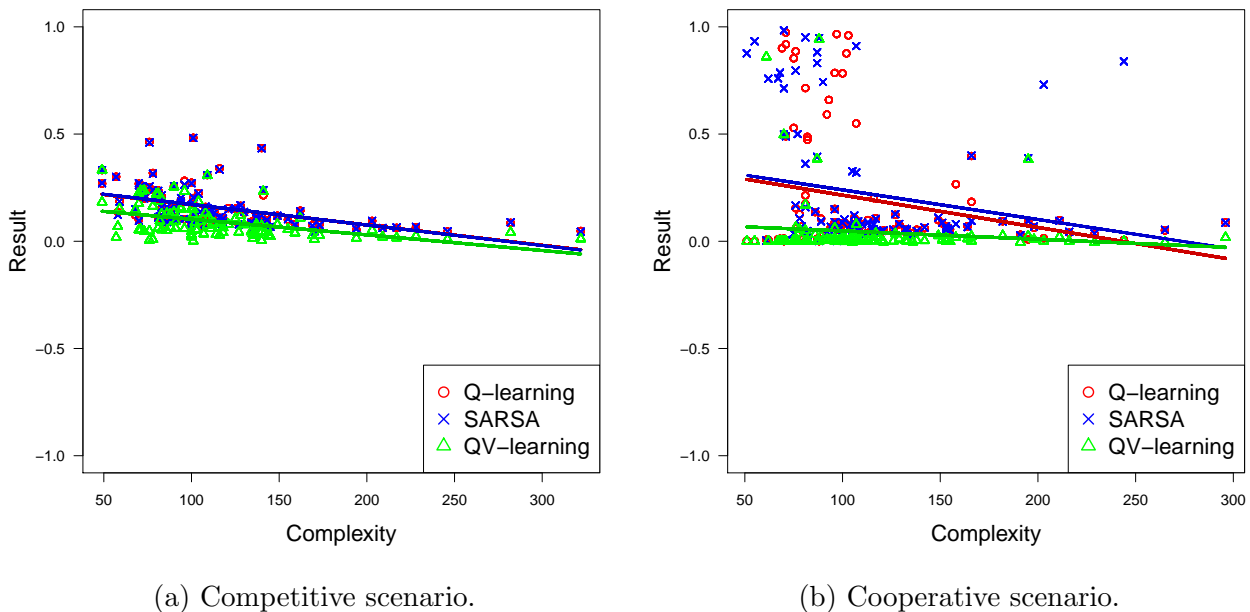 1.0
0.5
0.0
−0.5
−1.0
Result
50 100 150 200 250 300
Complexity
Q−learning
SARSA
QV−learning
(a) Competitive scenario.
1.0
0.5
0.0
−0.5
−1.0
Result
50 100 150 200 250 300
Complexity
Q−learning
SARSA
QV−learning
(b) Cooperative scenario.